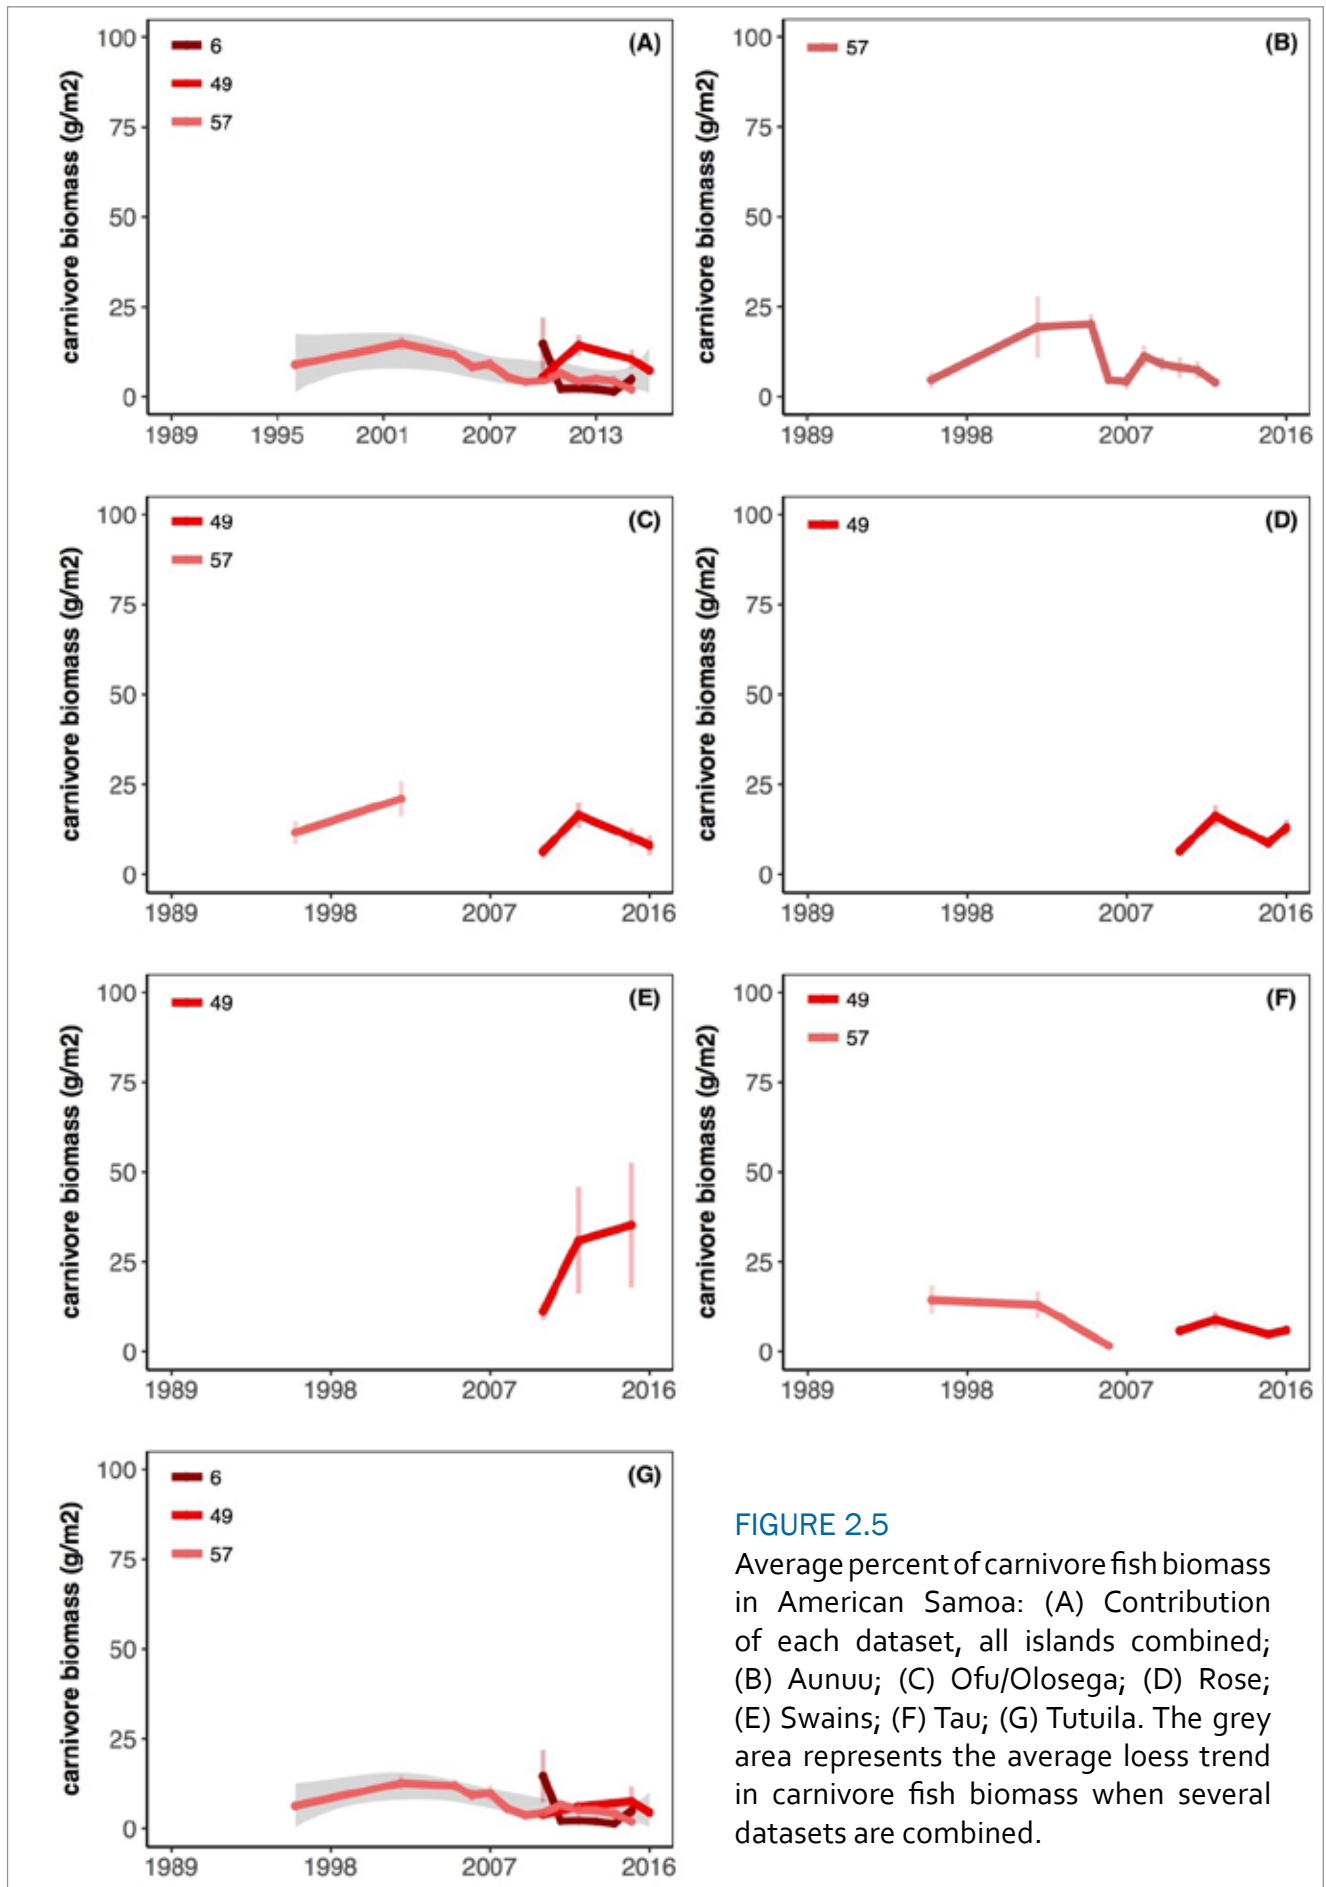 (A)
6
49
57
carnivore biomass (g/m2)
100
75
50
25
0
1989 1995 2001 2007 2013
(B)
57
carnivore biomass (g/m2)
100
75
50
25
0
1989 1998 2007 2016
(C)
49
57
carnivore biomass (g/m2)
100
75
50
25
0
1989 1998 2007 2016
(D)
49
carnivore biomass (g/m2)
100
75
50
25
0
1989 1998 2007 2016
(E)
49
carnivore biomass (g/m2)
100
75
50
25
0
1989 1998 2007 2016
(F)
49
57
carnivore biomass (g/m2)
100
75
50
25
0
1989 1998 2007 2016
(G)
6
49
57
carnivore biomass (g/m2)
100
75
50
25
0
1989 1998 2007 2016
FIGURE 2.5
Average percent of carnivore fish biomass
in American Samoa: (A) Contribution
of each dataset, all islands combined;
(B) Aunuu; (C) Ofu/Olosega; (D) Rose;
(E) Swains; (F) Tau; (G) Tutuila. The grey
area represents the average loess trend
in carnivore fish biomass when several
datasets are combined.